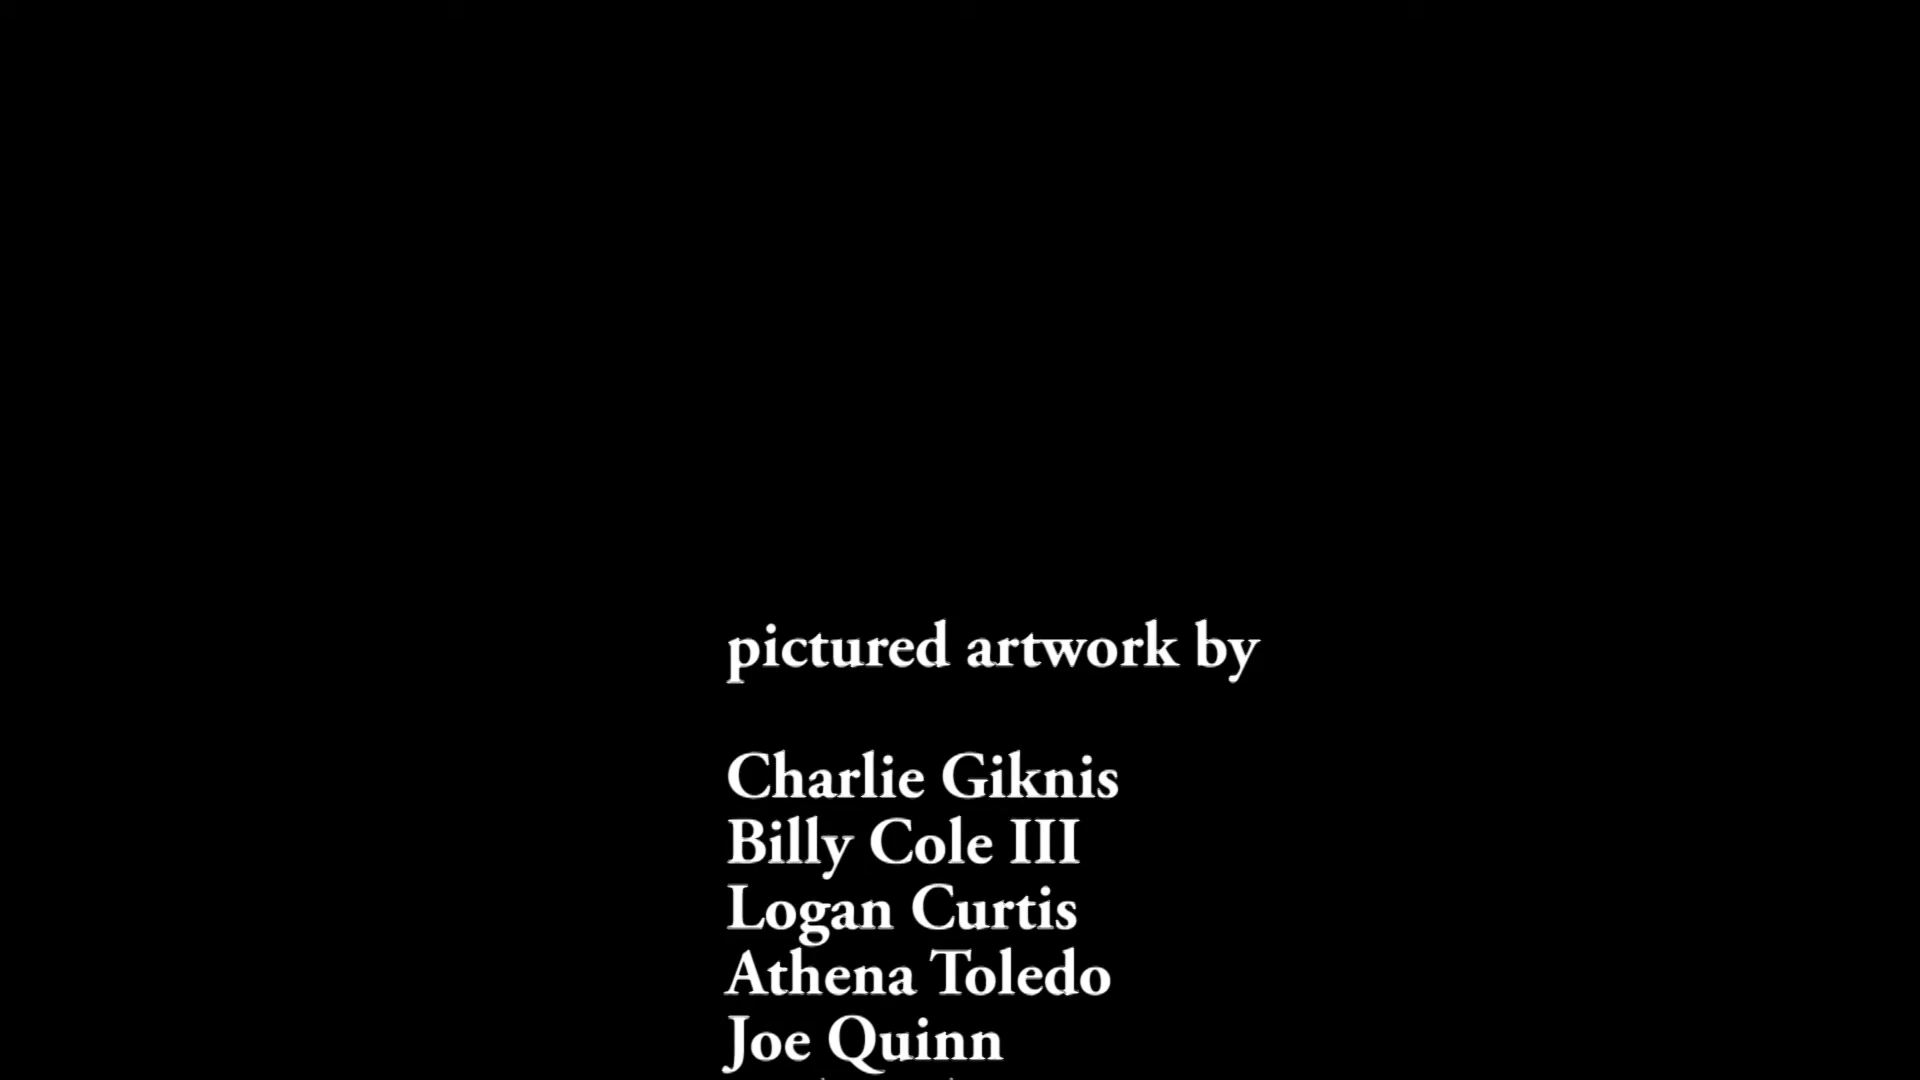 pictured artwork by
Charlie Giknis
Billy Cole III
Logan Curtis
Athena Toledo
Joe Quinn